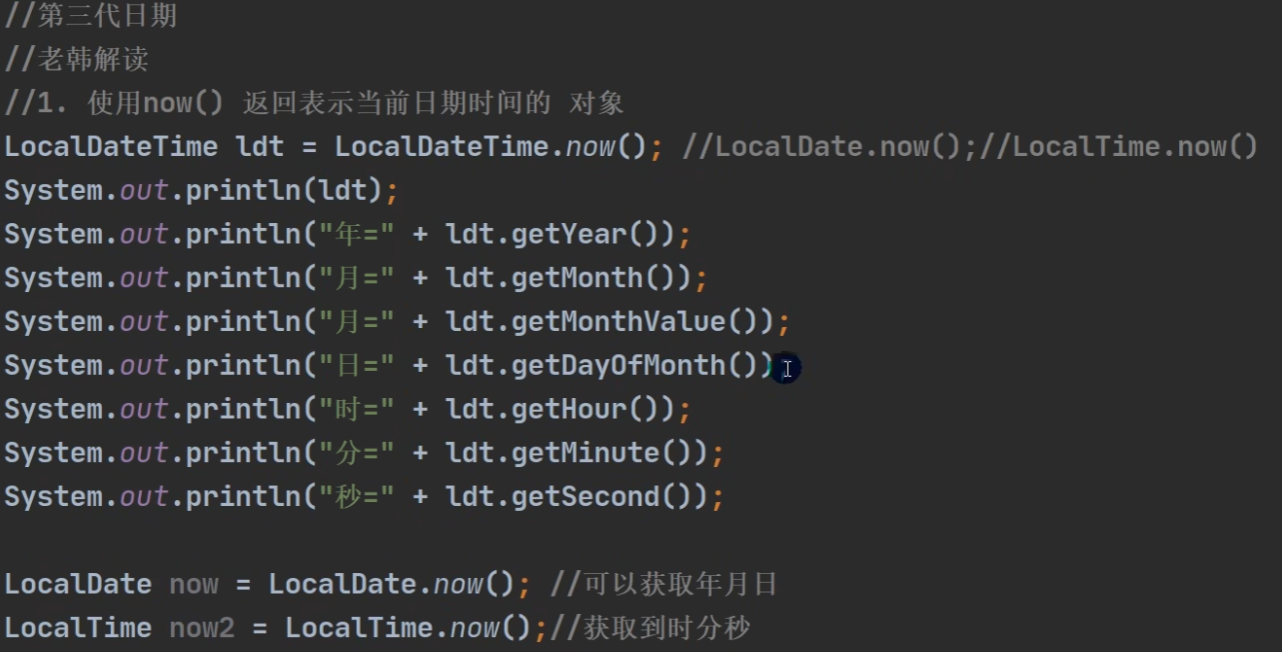 //第三代日期
//老韩解读
//1. 使用now() 返回表示当前日期时间的 对象
LocalDateTime ldt = LocalDateTime.now(); //LocalDate.now();//LocalTime.now()
System.out.println(ldt);
System.out.println("年=" + ldt.getYear());
System.out.println("月=" + ldt.getMonth());
System.out.println("月=" + ldt.getMonthValue());
System.out.println("日=" + ldt.getDayOfMonth());
System.out.println("时=" + ldt.getHour());
System.out.println("分=" + ldt.getMinute());
System.out.println("秒=" + ldt.getSecond());
LocalDate now = LocalDate.now(); //可以获取年月日
LocalTime now2 = LocalTime.now();//获取到时分秒